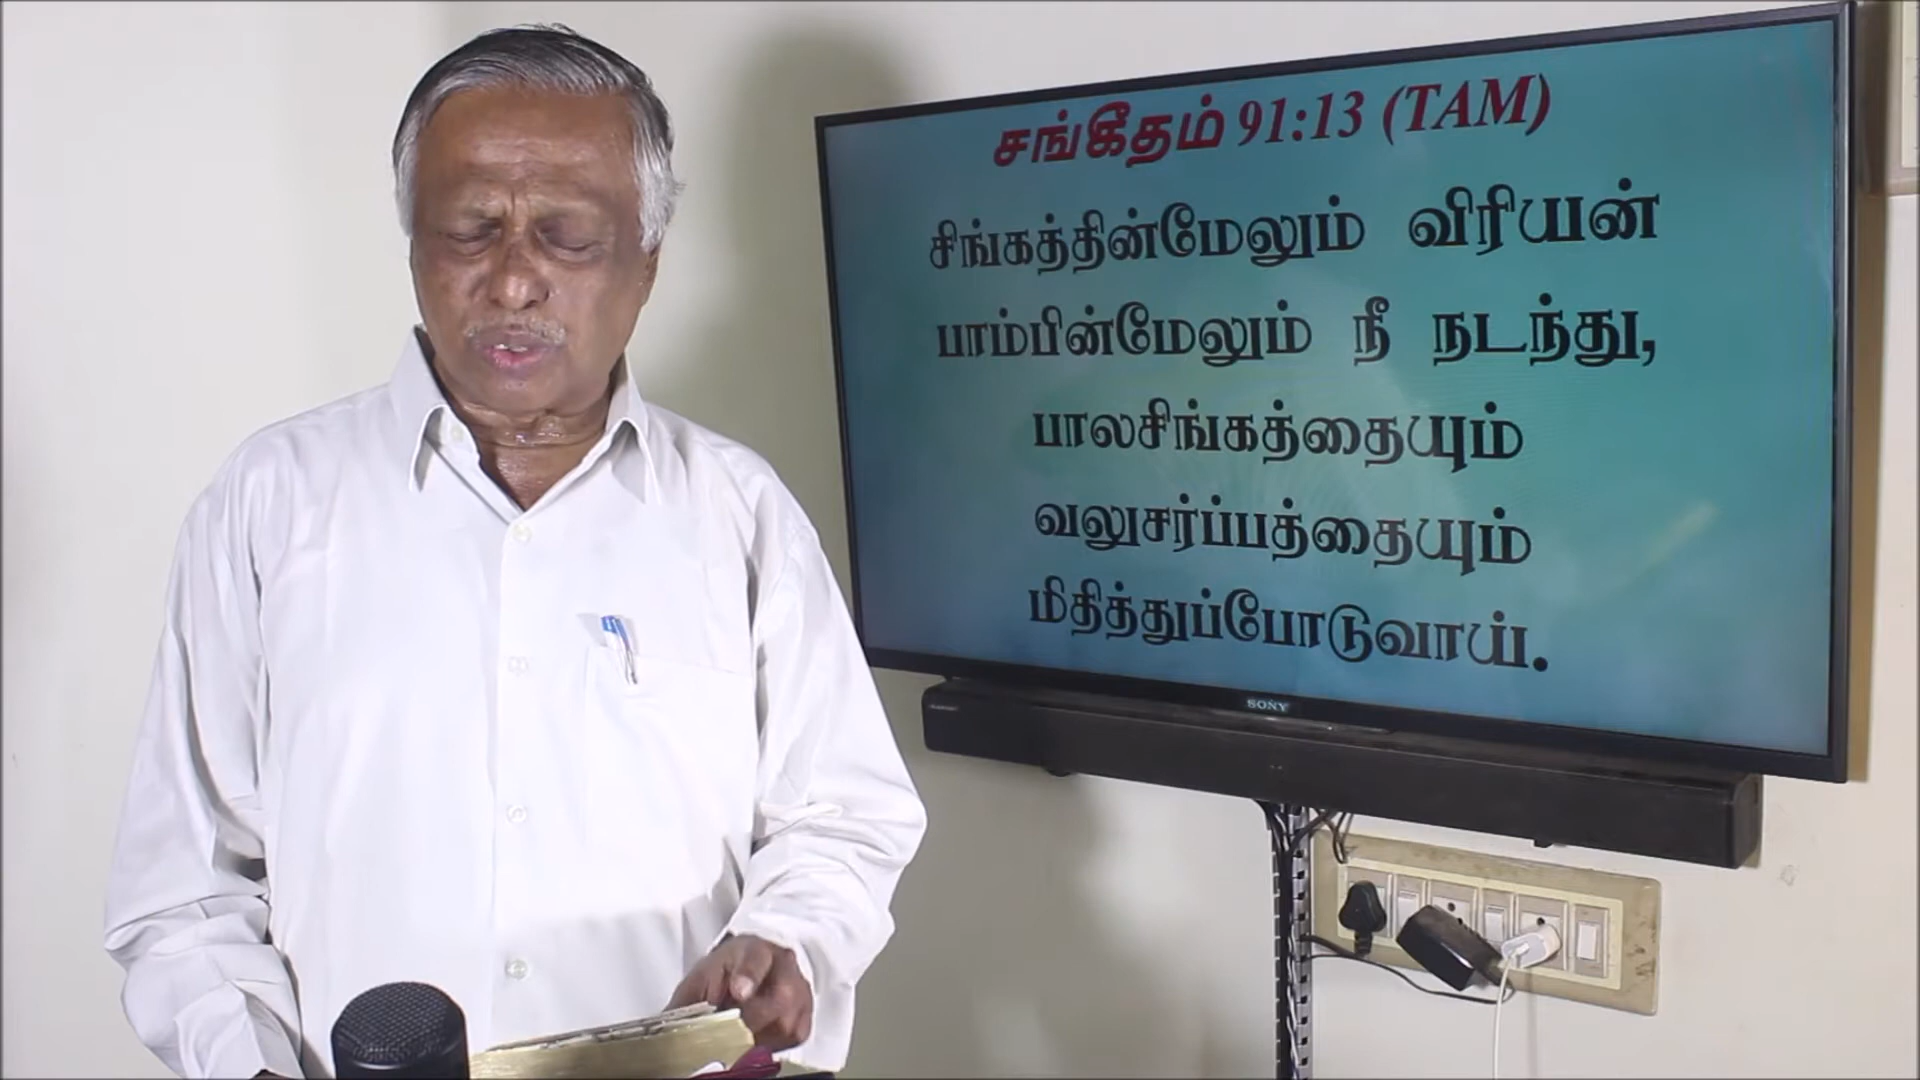 சங்கீதம் 91:13 (TAM)
சிங்கத்தின்மேலும் விரியன்
பாம்பின்மேலும் நீ நடந்து,
பாலசிங்கத்தையும்
வலுசர்ப்பத்தையும்
மிதித்துப்போடுவாய்.
SONY